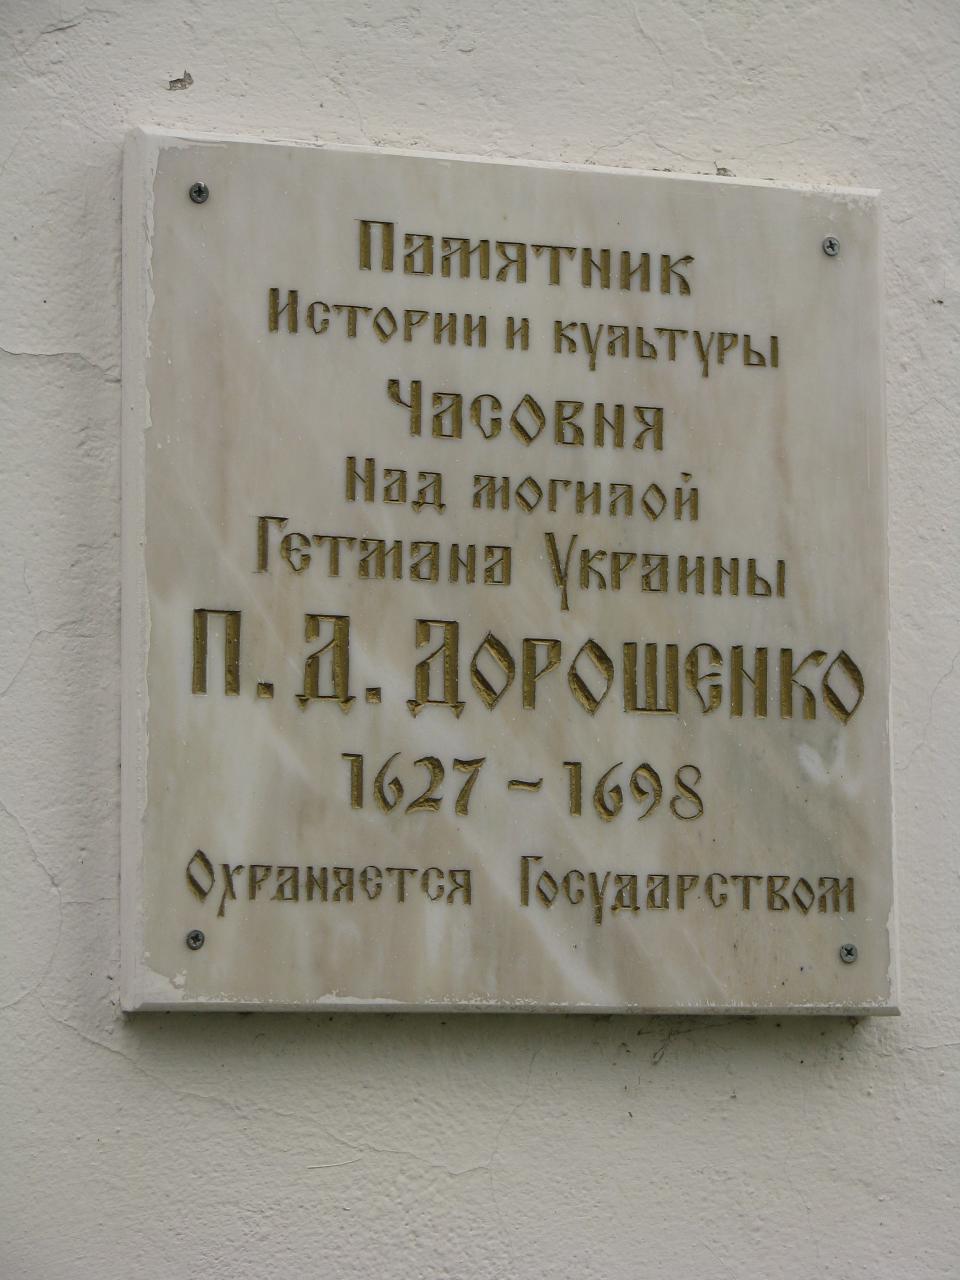 Памятник
Истории и культуры
Часовня
Над могилой
Гетмана Украины
П. Д. Дорошенко
1627 – 1698
Охраняется Государством